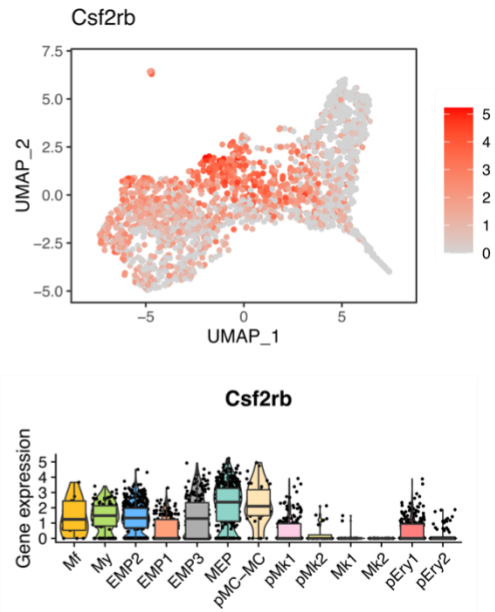 Csf2rb
7.5
5.0
2.5
0.0
−2.5
−5.0
UMAP_2
−5 0 5
UMAP_1
5
4
3
2
1
0
Csf2rb
Gene expression
5
4
3
2
1
0
Mf My EMP2 EMP1 EMP3 MEP pMC−MC pMk1 pMk2 Mk1 Mk2 pEry1 pEry2